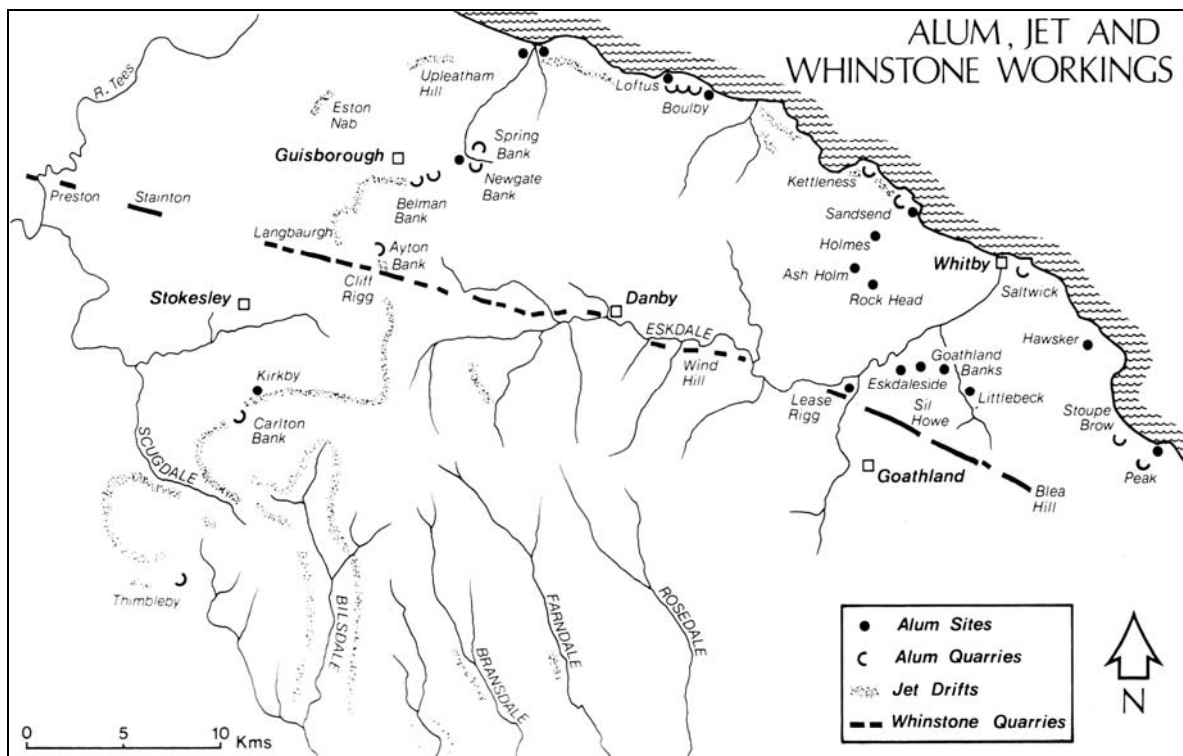 ALUM, JET AND
WHINSTONE WORKINGS
R. Tees
Upleatham
Hill
Loftus
Boulby
Eston
Nab
Spring
Bank
Guisborough
Newgate
Bank
Kettleness
Preston
Stainton
Belman
Bank
Sandsend
Langbaurgh
Ayton
Bank
Holmes
Whitby
Cliff
Rigg
Ash Holm
Saltwick
Stokesley
Danby
Rock Head
ESKDALE
Hawsker
Wind
Hill
Goathland
Banks
Kirkby
Lease
Rigg
Eskdaleside
Littlebeck
Sil
Howe
Carlton
Bank
Stoupe
Brow
SCUGDALE
Goathland
Peak
Blea
Hill
Thimbleby
BILSDALE
BRANSDALE
FARNDALE
ROSEDALE
Alum Sites
Alum Quarries
Jet Drifts
Whinstone Quarries
N
0 5 10
Kms